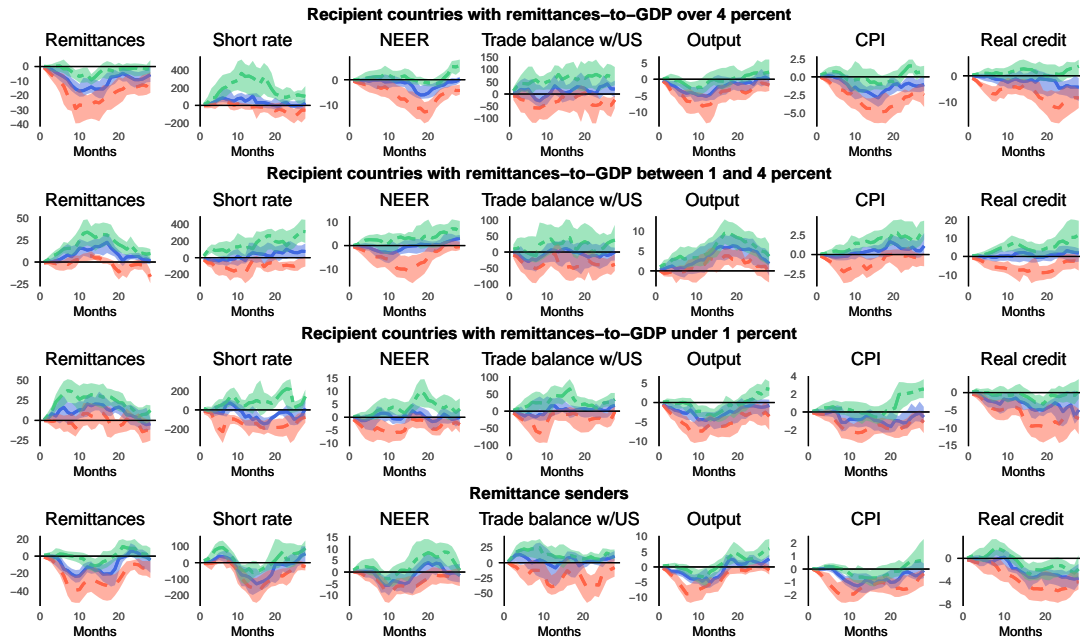 Recipient countries with remittances−to−GDP over 4 percent
Remittances Short rate NEER Trade balance w/US Output CPI Real credit
0 −10 −20 −30 −40 0 10 20 Months
400 200 0 −200 0 10 20 Months
0 −10 0 10 20 Months
150 100 50 0 −50 −100 0 10 20 Months
5 0 −5 −10 0 10 20 Months
2.5 0.0 −2.5 −5.0 0 10 20 Months
0 −10 0 10 20 Months
Recipient countries with remittances−to−GDP between 1 and 4 percent
Remittances Short rate NEER Trade balance w/US Output CPI Real credit
50 25 0 −25 0 10 20 Months
400 200 0 −200 0 10 20 Months
10 0 −10 0 10 20 Months
100 50 0 −50 −100 0 10 20 Months
10 5 0 0 10 20 Months
2.5 0.0 −2.5 0 10 20 Months
20 10 0 −10 0 10 20 Months
Recipient countries with remittances−to−GDP under 1 percent
Remittances Short rate NEER Trade balance w/US Output CPI Real credit
50 25 0 −25 0 10 20 Months
200 0 −200 0 10 20 Months
15 10 5 0 −5 −10 0 10 20 Months
100 50 0 −50 −100 0 10 20 Months
5 0 −5 −10 0 10 20 Months
4 2 0 −2 0 10 20 Months
0 −5 −10 −15 0 10 20 Months
Remittance senders
Remittances Short rate NEER Trade balance w/US Output CPI Real credit
20 0 −20 −40 0 10 20 Months
100 0 −100 −200 0 10 20 Months
15 10 5 0 −5 −10 0 10 20 Months
25 0 −25 −50 0 10 20 Months
10 5 0 −5 −10 0 10 20 Months
2 1 0 −1 −2 0 10 20 Months
0 −4 −8 0 10 20 Months